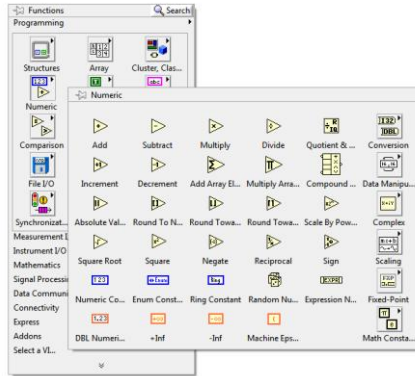 Functions
Search
Programming
Structures
Array
Cluster, Clas...
Numeric
Comparison
File I/O
Synchronizat...
Measurement I
Instrument I/O
Mathematics
Signal Processi
Data Communi
Connectivity
Express
Addons
Select a VI...
Numeric
Add
Subtract
Multiply
Divide
Quotient & ...
Conversion
Increment
Decrement
Add Array El...
Multiply Arra...
Compound ...
Data Manipu...
Absolute Val...
Round To N...
Round Towa...
Round Towa...
Scale By Pow...
Complex
Square Root
Square
Negate
Reciprocal
Sign
Scaling
Numeric Co...
Enum Const...
Ring Constant
Random Nu...
Expression N...
Fixed-Point
DBL Numeri...
+Inf
-Inf
Machine Eps...
Math Consta...